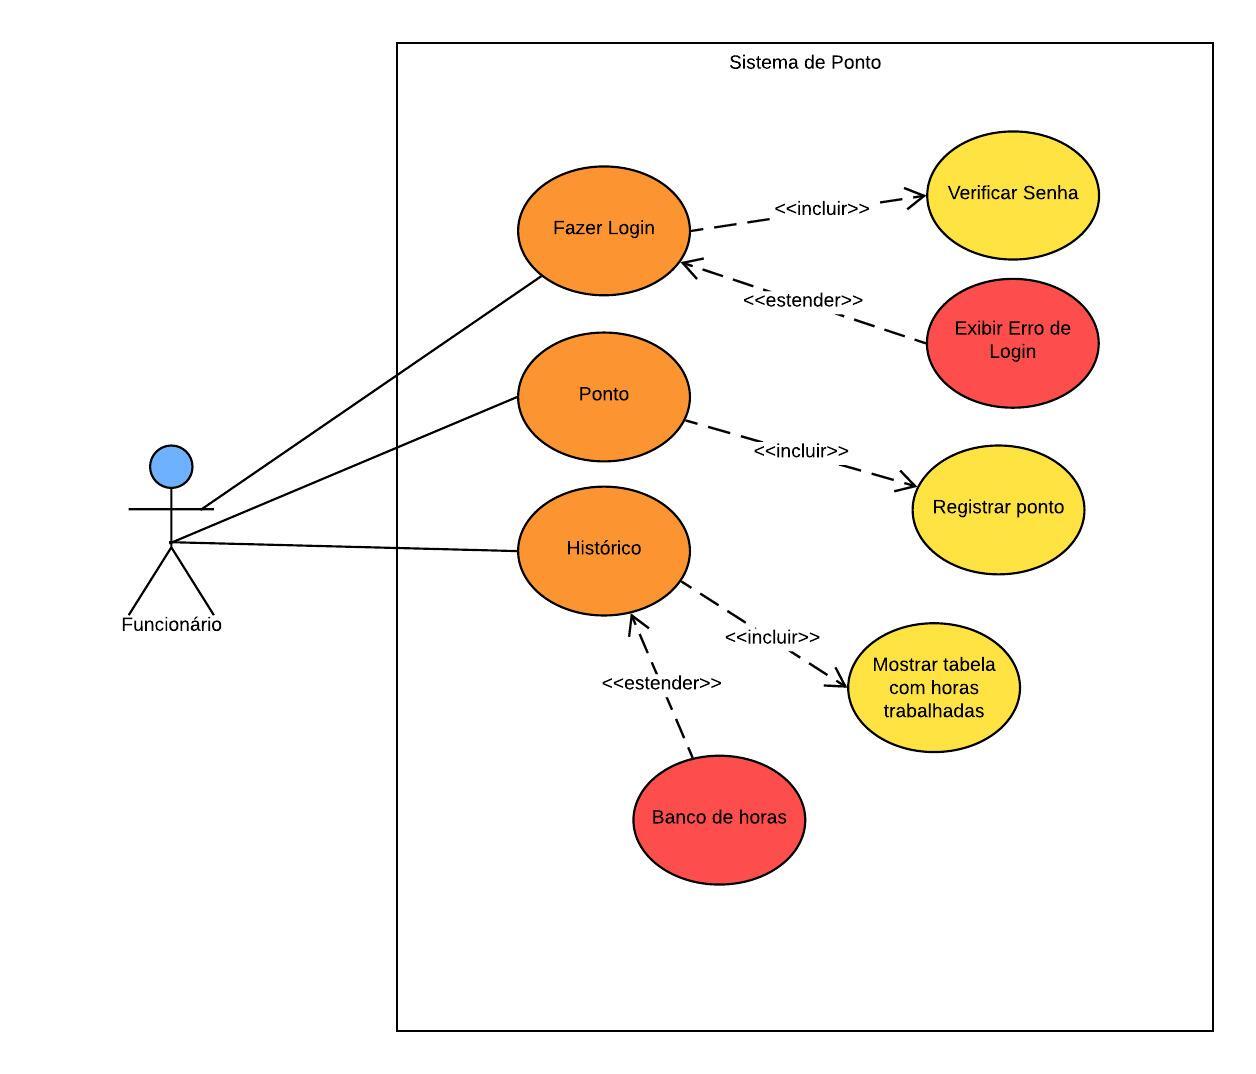 Sistema de Ponto
Verificar Senha
<<incluir>>
Fazer Login
<<estender>>
Exibir Erro de
Login
Ponto
<<incluir>>
Registrar ponto
Histórico
Funcionário
<<incluir>>
Mostrar tabela
com horas
trabalhadas
<<estender>>
Banco de horas